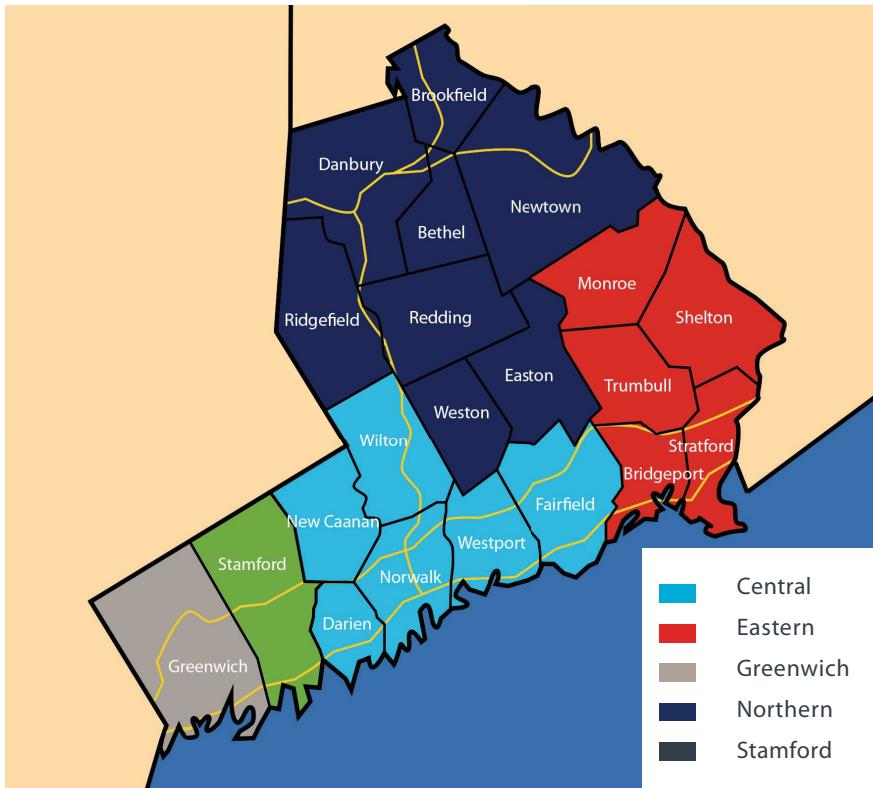 Brookfield
Danbury
Newtown
Bethel
Monroe
Ridgefield
Redding
Shelton
Easton
Trumbull
Weston
Wilton
Stratford
Bridgeport
Fairfield
New Caanan
Westport
Stamford
Norwalk
Darien
Greenwich
Central
Eastern
Greenwich
Northern
Stamford